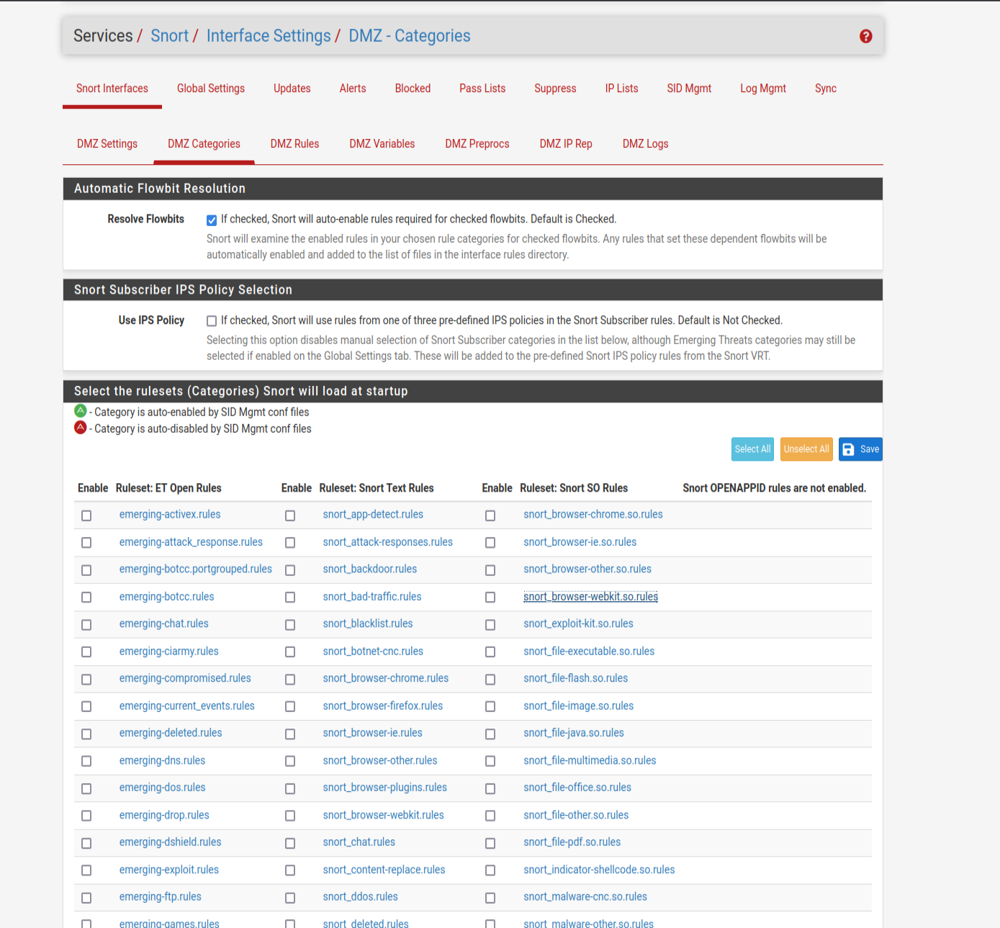 Services / Snort / Interface Settings / DMZ - Categories
Snort Interfaces Global Settings Updates Alerts Blocked Pass Lists Suppress IP Lists SID Mgmt Log Mgmt Sync
DMZ Settings DMZ Categories DMZ Rules DMZ Variables DMZ Preprocs DMZ IP Rep DMZ Logs
Automatic Flowbit Resolution
Resolve Flowbits If checked, Snort will auto-enable rules required for checked flowbits. Default is Checked.
Snort will examine the enabled rules in your chosen rule categories for checked flowbits. Any rules that set these dependent flowbits will be
automatically enabled and added to the list of files in the interface rules directory.
Snort Subscriber IPS Policy Selection
Use IPS Policy If checked, Snort will use rules from one of three pre-defined IPS policies in the Snort Subscriber rules. Default is Not Checked.
Selecting this option disables manual selection of Snort Subscriber categories in the list below, although Emerging Threats categories may still be
selected if enabled on the Global Settings tab. These will be added to the pre-defined Snort IPS policy rules from the Snort VRT.
Select the rulesets (Categories) Snort will load at startup
- Category is auto-enabled by SID Mgmt conf files
- Category is auto-disabled by SID Mgmt conf files
Select All Unselect All Save
Enable Ruleset: ET Open Rules Enable Ruleset: Snort Text Rules Enable Ruleset: Snort SO Rules Snort OPENAPPID rules are not enabled.
emerging-activex.rules snort_app-detect.rules snort_browser-chrome.so.rules
emerging-attack_response.rules snort_attack-responses.rules snort_browser-ie.so.rules
emerging-botcc.portgrouped.rules snort_backdoor.rules snort_browser-other.so.rules
emerging-botcc.rules snort_bad-traffic.rules snort_browser-webkit.so.rules
emerging-chat.rules snort_blacklist.rules snort_exploit-kit.so.rules
emerging-ciarmy.rules snort_botnet-cnc.rules snort_file-executable.so.rules
emerging-compromised.rules snort_browser-chrome.rules snort_file-flash.so.rules
emerging-current_events.rules snort_browser-firefox.rules snort_file-image.so.rules
emerging-deleted.rules snort_browser-ie.rules snort_file-java.so.rules
emerging-dns.rules snort_browser-other.rules snort_file-multimedia.so.rules
emerging-dos.rules snort_browser-plugins.rules snort_file-office.so.rules
emerging-drop.rules snort_browser-webkit.rules snort_file-other.so.rules
emerging-dshield.rules snort_chat.rules snort_file-pdf.so.rules
emerging-exploit.rules snort_content-replace.rules snort_indicator-shellcode.so.rules
emerging-ftp.rules snort_ddos.rules snort_malware-cnc.so.rules
emerging-games.rules snort_deleted.rules snort_malware-other.so.rules